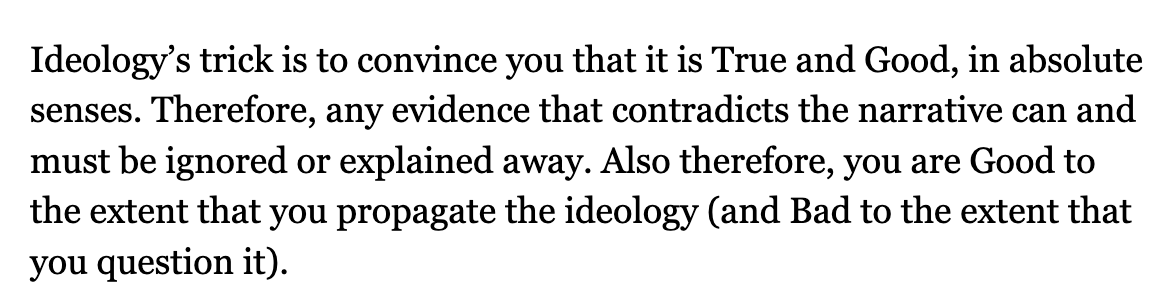 Ideology’s trick is to convince you that it is True and Good, in absolute
senses. Therefore, any evidence that contradicts the narrative can and
must be ignored or explained away. Also therefore, you are Good to
the extent that you propagate the ideology (and Bad to the extent that
you question it).